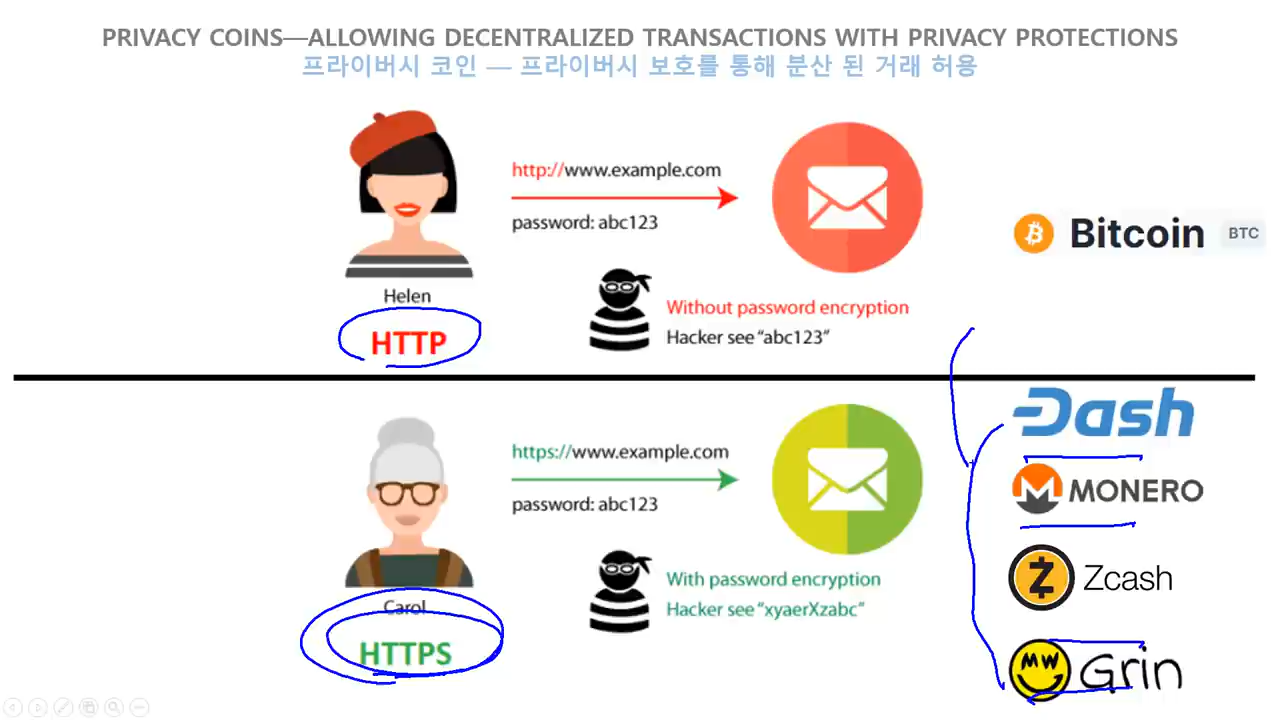 PRIVACY COINS—ALLOWING DECENTRALIZED TRANSACTIONS WITH PRIVACY PROTECTIONS
프라이버시 코인 — 프라이버시 보호를 통해 분산 된 거래 허용
http://www.example.com
password: abc123
Helen
HTTP
Without password encryption
Hacker see “abc123”
Bitcoin BTC
https://www.example.com
password: abc123
Carol
HTTPS
With password encryption
Hacker see “xyaerXzabc”
Dash
MONERO
Zcash
MW Grin